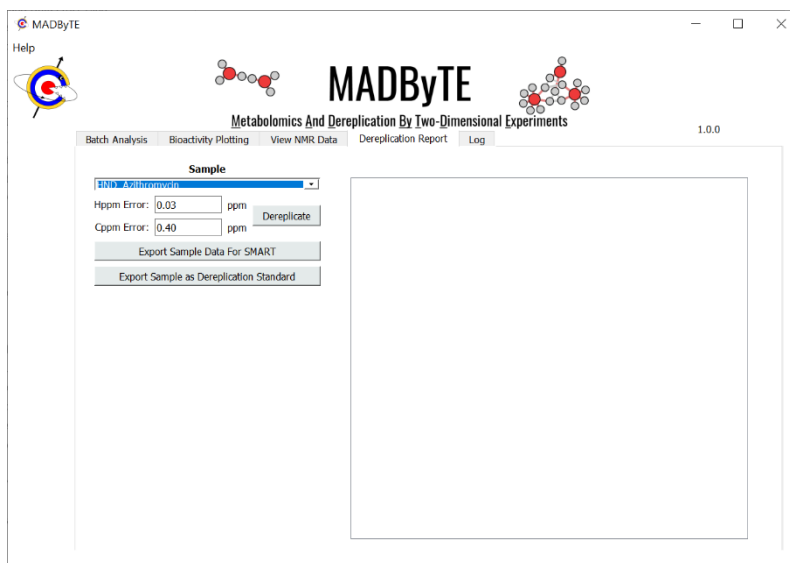 MADByTE
Help
MADByTE
Metabolomics And Dereplication By Two-Dimensional Experiments
1.0.0
Batch Analysis Bioactivity Plotting View NMR Data Dereplication Report Log
Sample
HND_Azithromycin
Hppm Error: 0.03 ppm
Dereplicate
Cppm Error: 0.40 ppm
Export Sample Data For SMART
Export Sample as Dereplication Standard